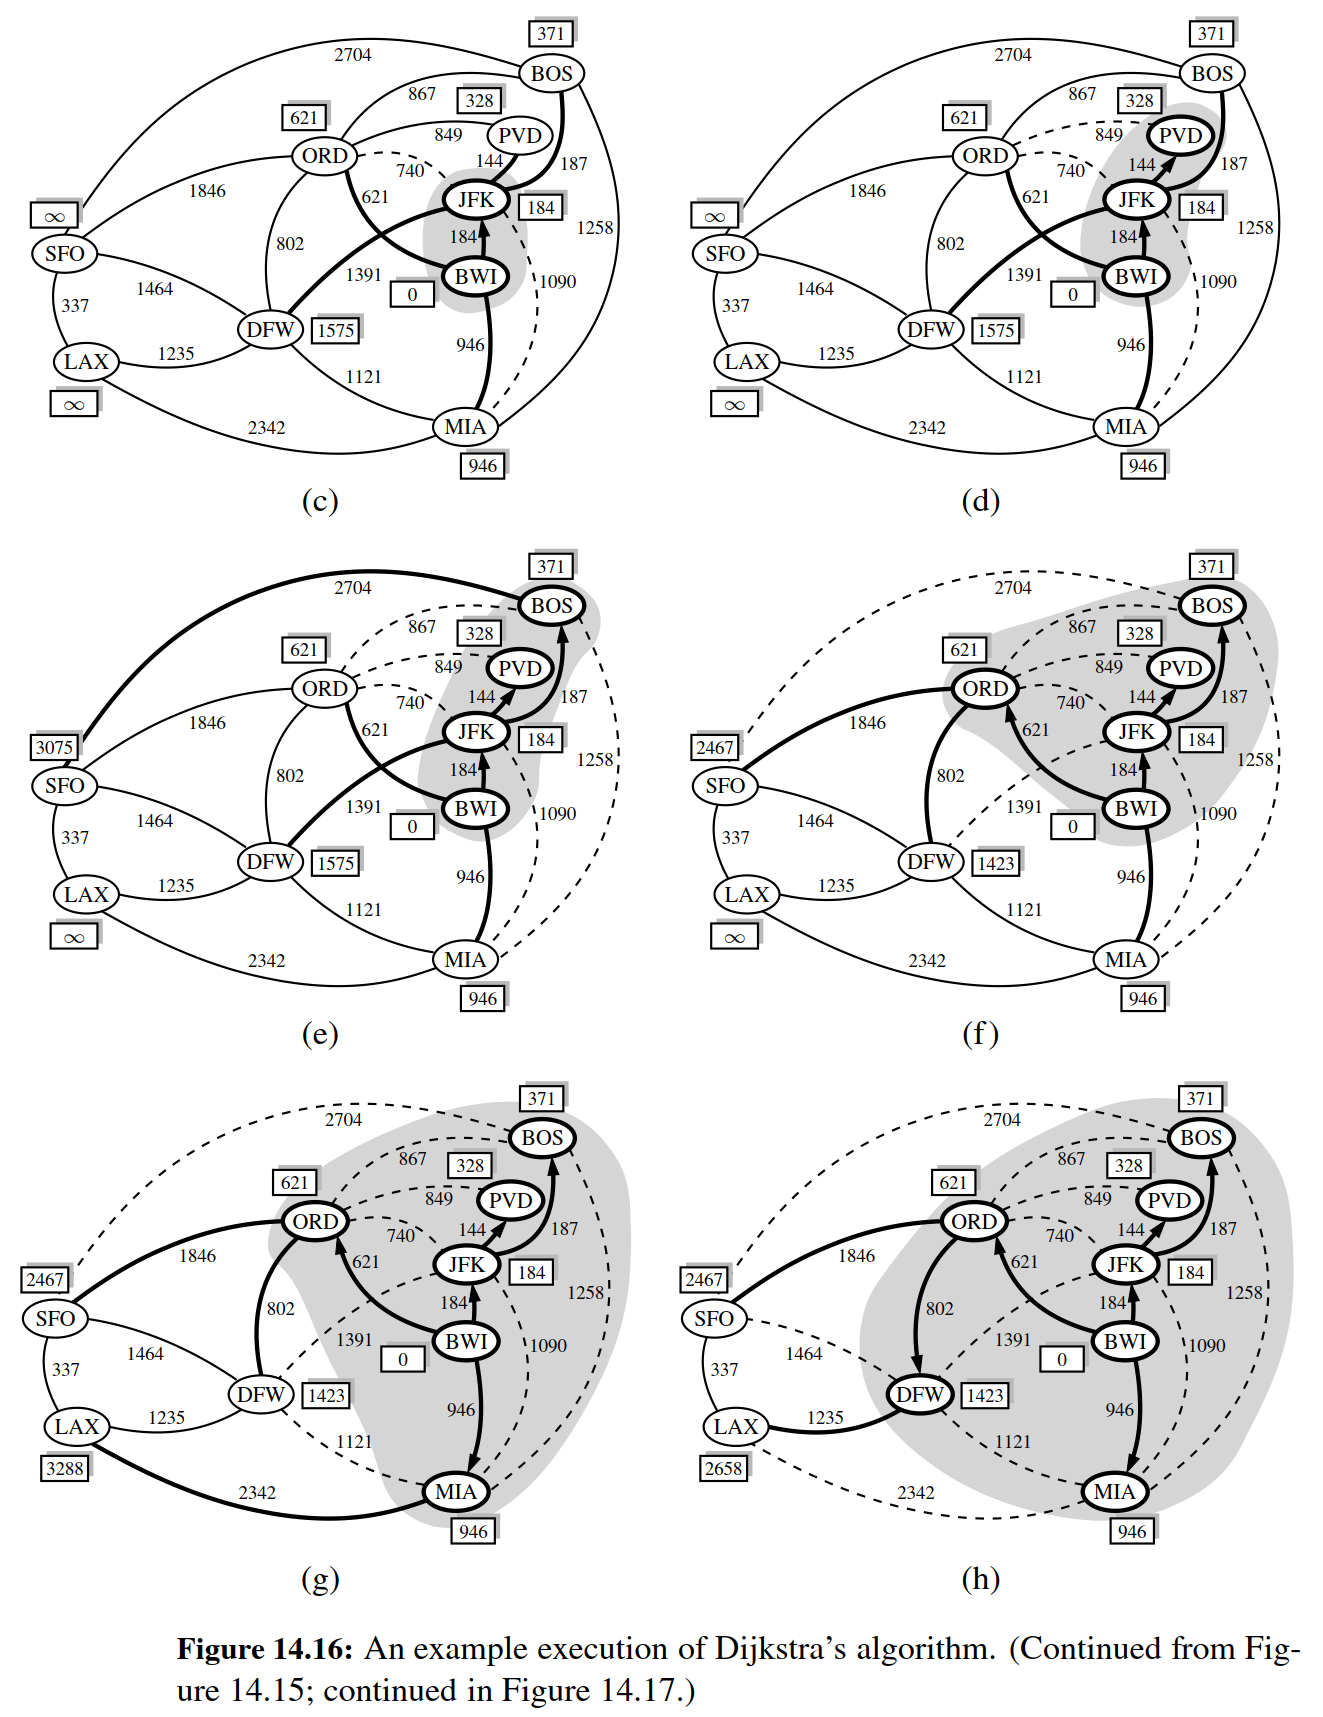 371 371
2704 BOS 2704 BOS
867 328 867 328
621 849 PVD 621 849 PVD
ORD 740 144 187 ORD 740 144 187
1846 621 JFK 184 1846 621 JFK 184
∞ 802 184 1258 ∞ 802 184 1258
SFO 1391 BWI 1090 SFO 1391 BWI 1090
337 1464 0 337 1464 0
DFW 1575 946 DFW 1575 946
LAX 1235 1121 LAX 1235 1121
∞ 2342 MIA ∞ 2342 MIA
946 946
(c) (d)
371 371
2704 BOS 2704 BOS
867 328 867 328
621 849 PVD 621 849 PVD
ORD 740 144 187 ORD 740 144 187
1846 621 JFK 184 1846 621 JFK 184
3075 802 184 1258 2467 802 184 1258
SFO 1391 BWI 1090 SFO 1391 BWI 1090
337 1464 0 337 1464 0
DFW 1575 946 DFW 1423 946
LAX 1235 1121 LAX 1235 1121
∞ 2342 MIA ∞ 2342 MIA
946 946
(e) (f)
371 371
2704 BOS 2704 BOS
867 328 867 328
621 849 PVD 621 849 PVD
ORD 740 144 187 ORD 740 144 187
1846 621 JFK 184 1846 621 JFK 184
2467 802 184 1258 2467 802 184 1258
SFO 1391 BWI 1090 SFO 1391 BWI 1090
337 1464 0 337 1464 0
DFW 1423 946 DFW 1423 946
LAX 1235 1121 LAX 1235 1121
3288 2342 MIA 2658 2342 MIA
946 946
(g) (h)
Figure 14.16: An example execution of Dijkstra's algorithm. (Continued from Fig-
ure 14.15; continued in Figure 14.17.)